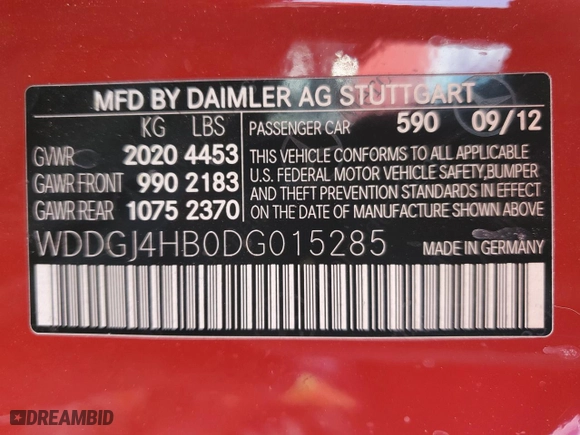 MFD BY DAIMLER AG STUTTGART
KG LBS PASSENGER CAR 590 09/12
GVWR 2020 4453 THIS VEHICLE CONFORMS TO ALL APPLICABLE
U.S. FEDERAL MOTOR VEHICLE SAFETY,BUMPER
GAWR FRONT 990 2183 AND THEFT PREVENTION STANDARDS IN EFFECT
GAWR REAR 1075 2370 ON THE DATE OF MANUFACTURE SHOWN ABOVE.
WDDGJ4HB0DG015285 MADE IN GERMANY
DREAMBID